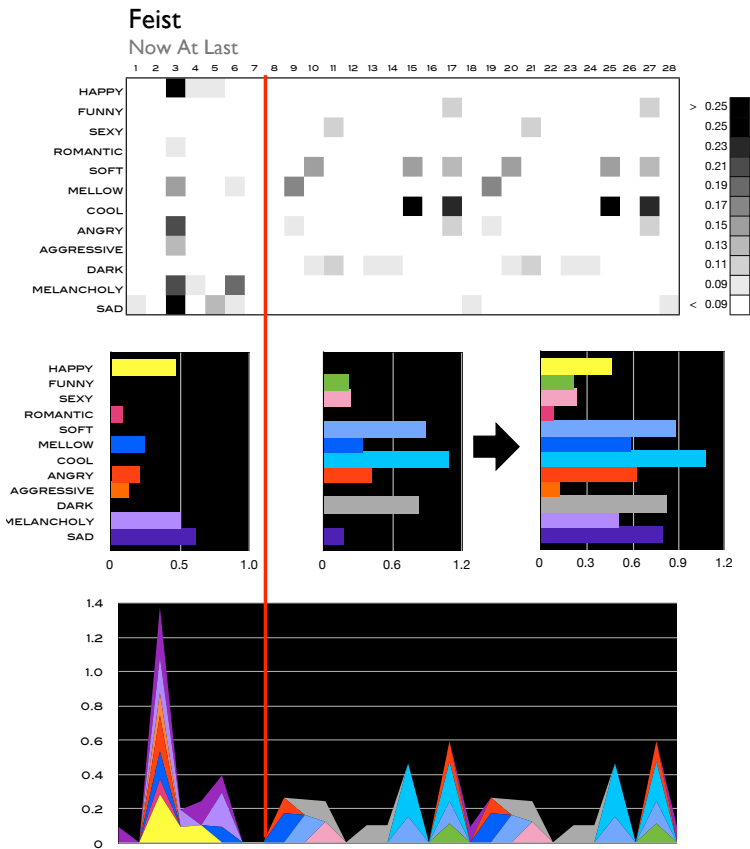 Feist
Now At Last
1 2 3 4 5 6 7 8 9 10 11 12 13 14 15 16 17 18 19 20 21 22 23 24 25 26 27 28
HAPPY
FUNNY
SEXY
ROMANTIC
SOFT
MELLOW
COOL
ANGRY
AGGRESSIVE
DARK
MELANCHOLY
SAD
> 0.25
0.25
0.23
0.21
0.19
0.17
0.15
0.13
0.11
0.09
< 0.09
HAPPY
FUNNY
SEXY
ROMANTIC
SOFT
MELLOW
COOL
ANGRY
AGGRESSIVE
DARK
MELANCHOLY
SAD
0 0.5 1.0
0 0.6 1.2
0 0.3 0.6 0.9 1.2
1.4
1.2
1.0
0.8
0.6
0.4
0.2
0